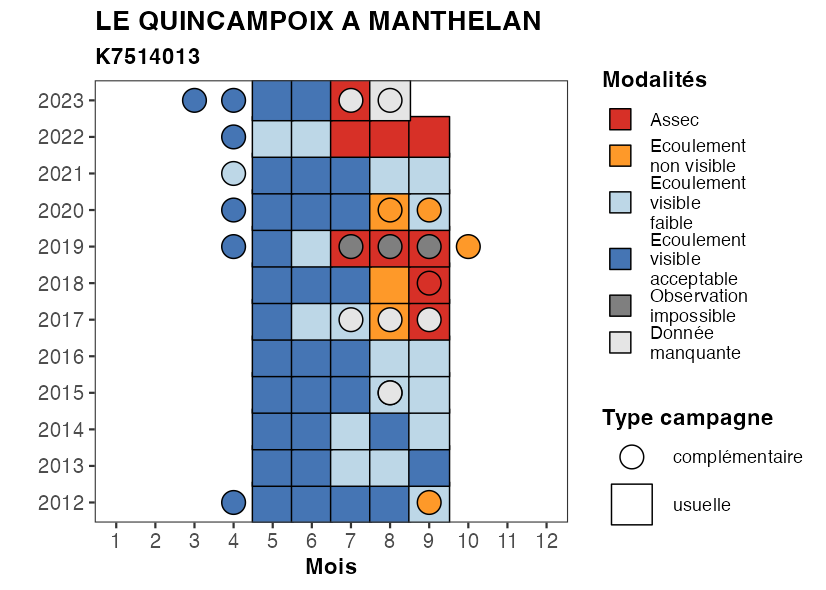 LE QUINCAMPOIX A MANTHELAN
K7514013
2023
2022
2021
2020
2019
2018
2017
2016
2015
2014
2013
2012
1 2 3 4 5 6 7 8 9 10 11 12
Mois
Modalités
Assec
Ecoulement
non visible
Ecoulement
visible
faible
Ecoulement
visible
acceptable
Observation
impossible
Donnée
manquante
Type campagne
complémentaire
usuelle